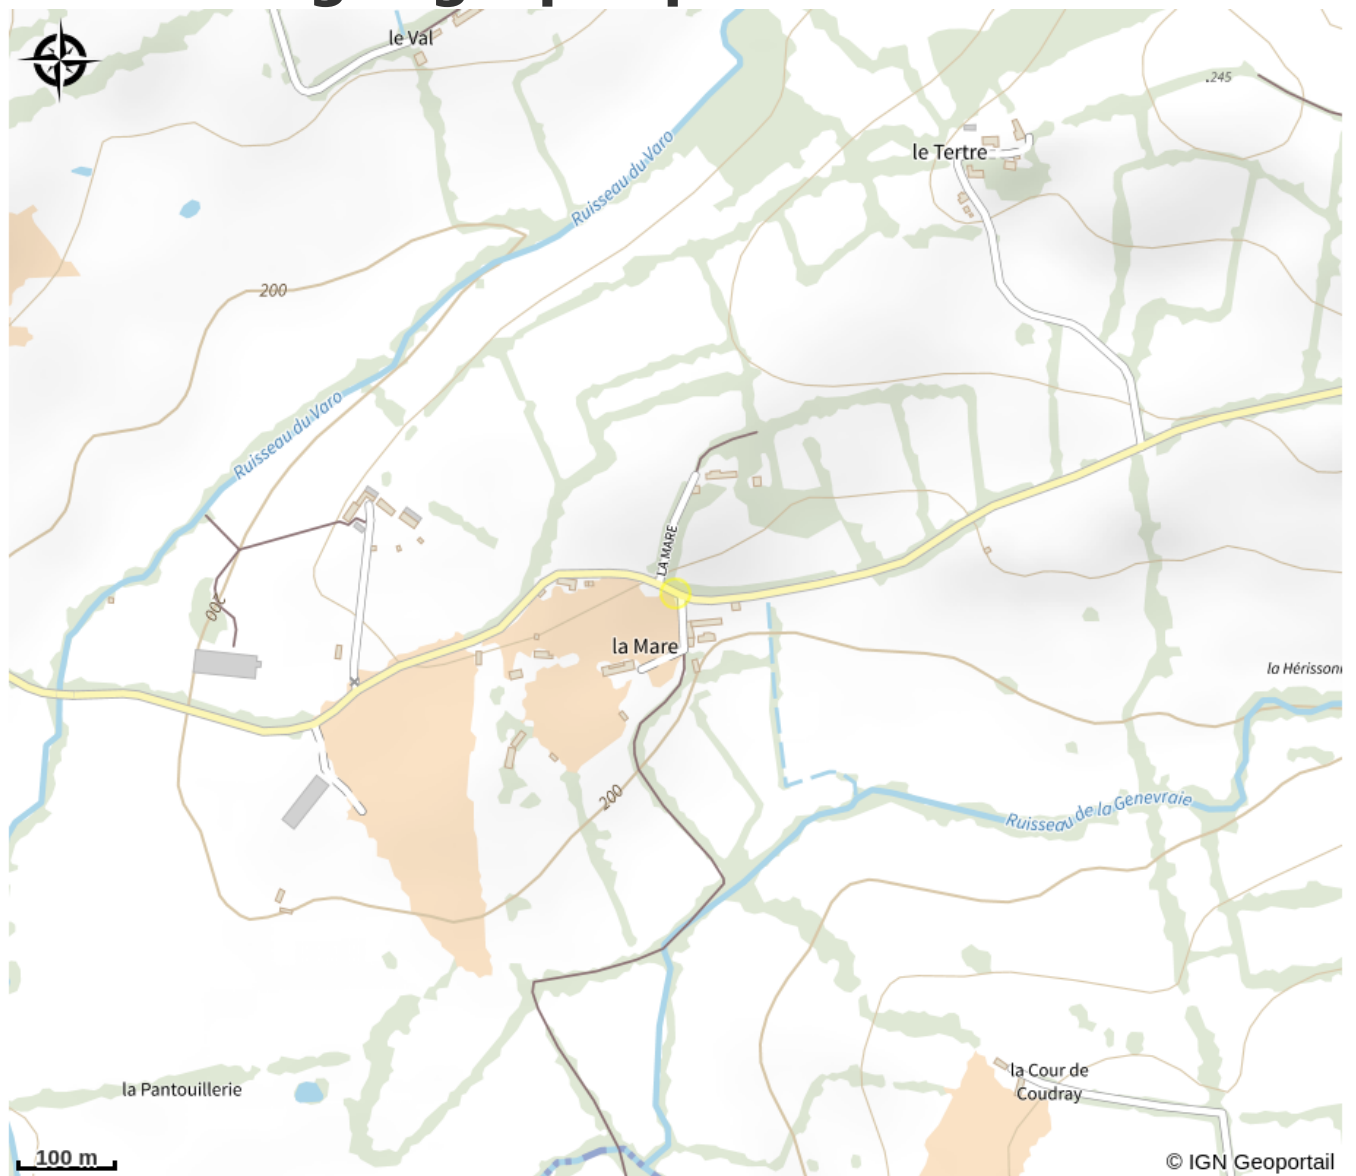 le Val
.245
Ruisseau du Varo
le Tertre
200
Ruisseau du Varo
LA MARE
200
la Mare
la Hérisson
200
Ruisseau de la Genevraie
la Cour de
Coudray
la Pantouillerie
100 m
© IGN Geoportail